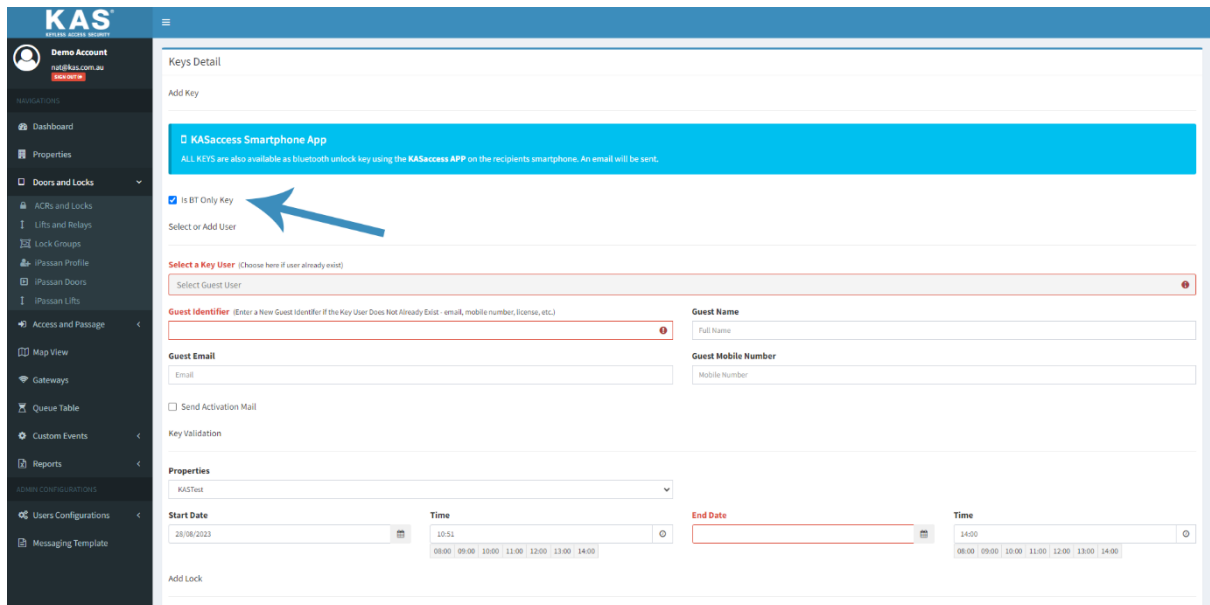 KAS
KEYLESS ACCESS SECURITY
Demo Account
nat@kas.com.au
SIGN OUT
NAVIGATIONS
Dashboard
Properties
Doors and Locks
ACRs and Locks
Lifts and Relays
Lock Groups
iPassan Profile
iPassan Doors
iPassan Lifts
Access and Passage
Map View
Gateways
Queue Table
Custom Events
Reports
ADMIN CONFIGURATIONS
Users Configurations
Messaging Template
Keys Detail
Add Key
KASaccess Smartphone App
ALL KEYS are also available as bluetooth unlock key using the KASaccess APP on the recipients smartphone. An email will be sent.
Is BT Only Key
Select or Add User
Select a Key User (Choose here if user already exist)
Select Guest User
Guest Identifier (Enter a New Guest Identifer if the Key User Does Not Already Exist - email, mobile number, license, etc.)
Guest Name
Full Name
Guest Email
Guest Mobile Number
Email
Mobile Number
Send Activation Mail
Key Validation
Properties
KASTest
Start Date Time End Date Time
28/08/2023 10:51 14:00
08:00 09:00 10:00 11:00 12:00 13:00 14:00 08:00 09:00 10:00 11:00 12:00 13:00 14:00
Add Lock